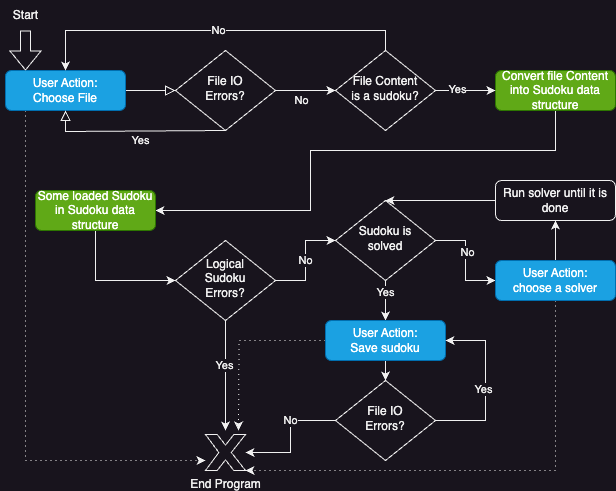 Start
No
User Action:
Choose File
File IO
Errors?
No
File Content
is a sudoku?
Yes
Convert file Content
into Sudoku data
structure
Yes
Some loaded Sudoku
in Sudoku data
structure
Run solver until it is
done
Sudoku is
solved
Logical
Sudoku
Errors?
No
No
User Action:
choose a solver
Yes
User Action:
Save sudoku
Yes
Yes
File IO
Errors?
No
End Program